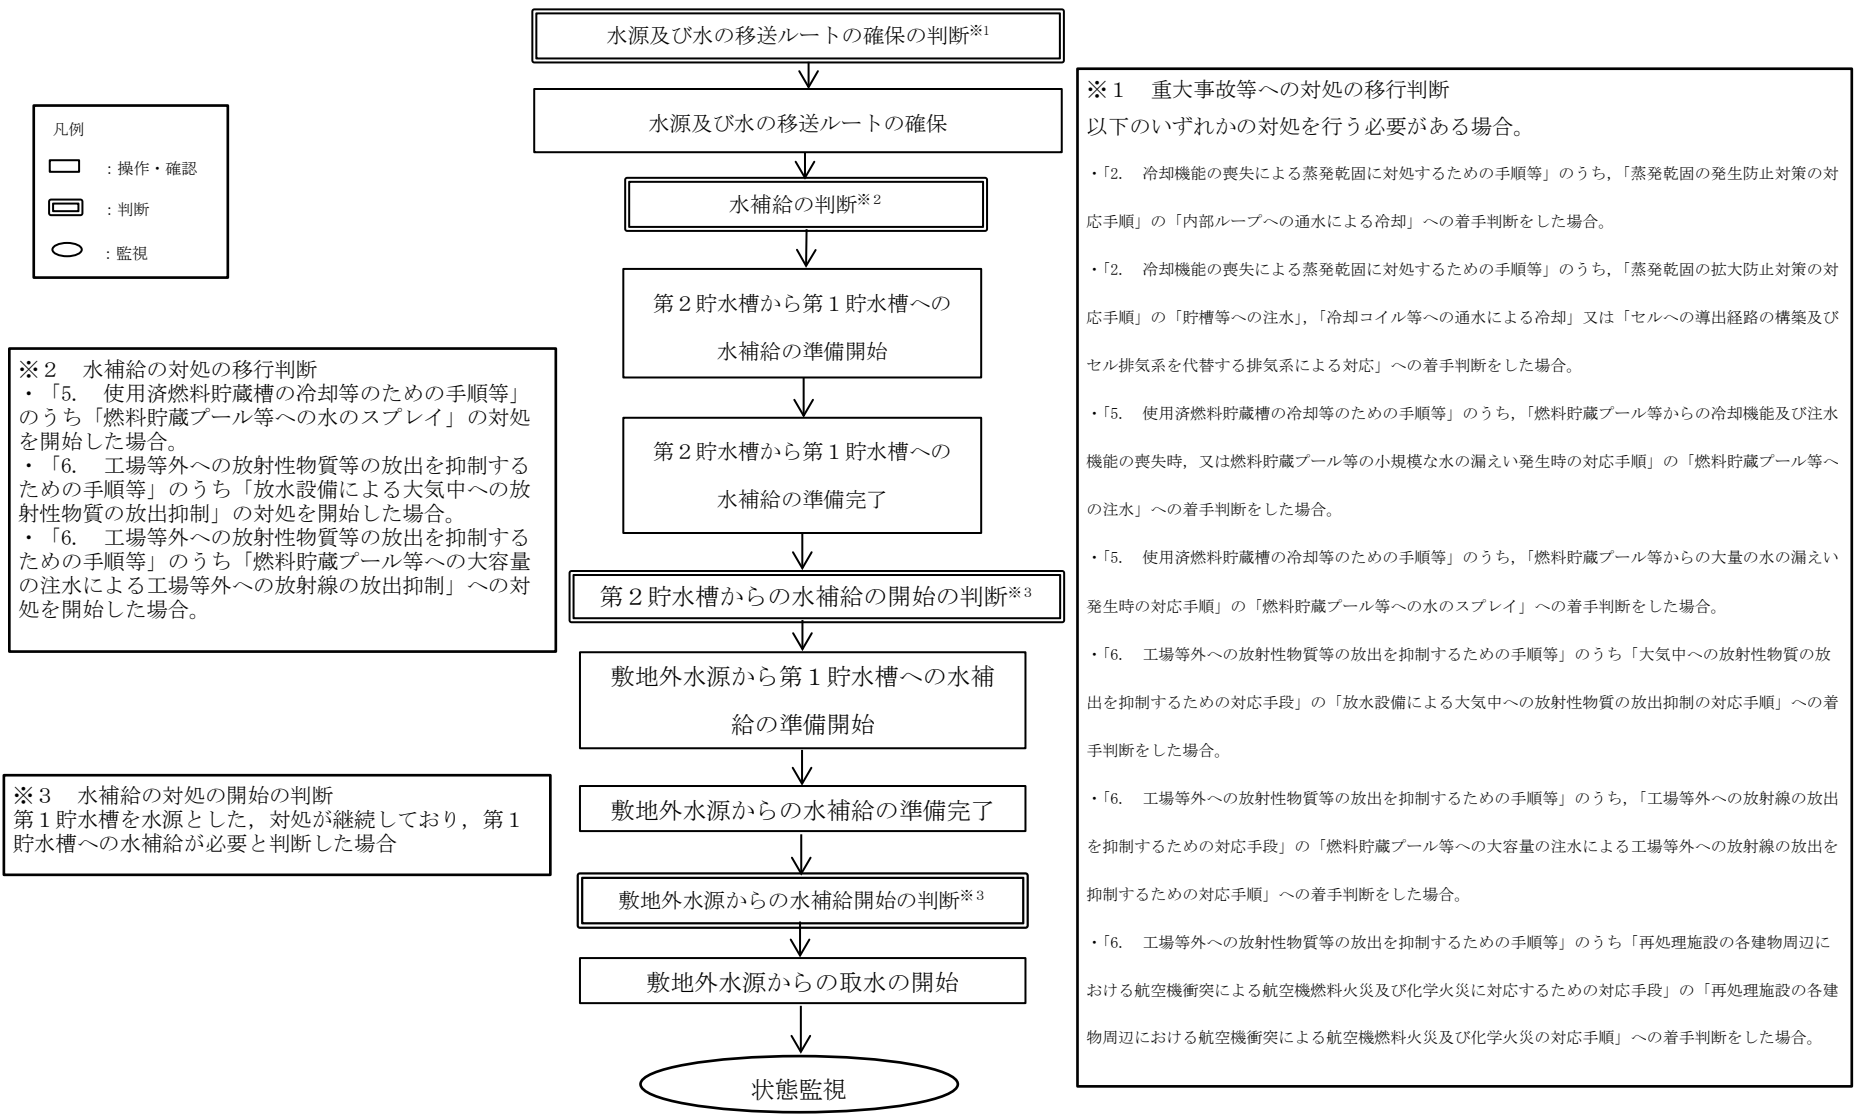 水源及び水の移送ルートの確保の判断※1
水源及び水の移送ルートの確保
水補給の判断※2
第2貯水槽から第1貯水槽への
水補給の準備開始
第2貯水槽から第1貯水槽への
水補給の準備完了
第2貯水槽からの水補給の開始の判断※3
敷地外水源から第1貯水槽への水補
給の準備開始
敷地外水源からの水補給の準備完了
敷地外水源からの水補給開始の判断※3
敷地外水源からの取水の開始
状態監視
凡例
:操作・確認
:判断
:監視
※2 水補給の対処の移行判断
・「5. 使用済燃料貯蔵槽の冷却等のための手順等」
のうち「燃料貯蔵プール等への水のスプレイ」の対処
を開始した場合。
・「6. 工場等外への放射性物質等の放出を抑制する
ための手順等」のうち「放水設備による大気中への放
射性物質の放出抑制」の対処を開始した場合。
・「6. 工場等外への放射性物質等の放出を抑制する
ための手順等」のうち「燃料貯蔵プール等への大容量
の注水による工場等外への放射線の放出抑制」への対
処を開始した場合。
※3 水補給の対処の開始の判断
第1貯水槽を水源とした,対処が継続しており,第1
貯水槽への水補給が必要と判断した場合
※1 重大事故等への対処の移行判断
以下のいずれかの対処を行う必要がある場合。
・「2. 冷却機能の喪失による蒸発乾固に対処するための手順等」のうち,「蒸発乾固の発生防止対策の対
応手順」の「内部ループへの通水による冷却」への着手判断をした場合。
・「2. 冷却機能の喪失による蒸発乾固に対処するための手順等」のうち,「蒸発乾固の拡大防止対策の対
応手順」の「貯槽等への注水」,「冷却コイル等への通水による冷却」又は「セルへの導出経路の構築及び
セル排気系を代替する排気系による対応」への着手判断をした場合。
・「5. 使用済燃料貯蔵槽の冷却等のための手順等」のうち,「燃料貯蔵プール等からの冷却機能及び注水
機能の喪失時,又は燃料貯蔵プール等の小規模な水の漏えい発生時の対応手順」の「燃料貯蔵プール等へ
の注水」への着手判断をした場合。
・「5. 使用済燃料貯蔵槽の冷却等のための手順等」のうち,「燃料貯蔵プール等からの大量の水の漏えい
発生時の対応手順」の「燃料貯蔵プール等への水のスプレイ」への着手判断をした場合。
・「6. 工場等外への放射性物質等の放出を抑制するための手順等」のうち「大気中への放射性物質の放
出を抑制するための対応手段」の「放水設備による大気中への放射性物質の放出抑制の対応手順」への着
手判断をした場合。
・「6. 工場等外への放射性物質等の放出を抑制するための手順等」のうち,「工場等外への放射線の放出
を抑制するための対応手段」の「燃料貯蔵プール等への大容量の注水による工場等外への放射線の放出を
抑制するための対応手順」への着手判断をした場合。
・「6. 工場等外への放射性物質等の放出を抑制するための手順等」のうち「再処理施設の各建物周辺に
おける航空機衝突による航空機燃料火災及び化学火災に対応するための対応手段」の「再処理施設の各建
物周辺における航空機衝突による航空機燃料火災及び化学火災の対応手順」への着手判断をした場合。